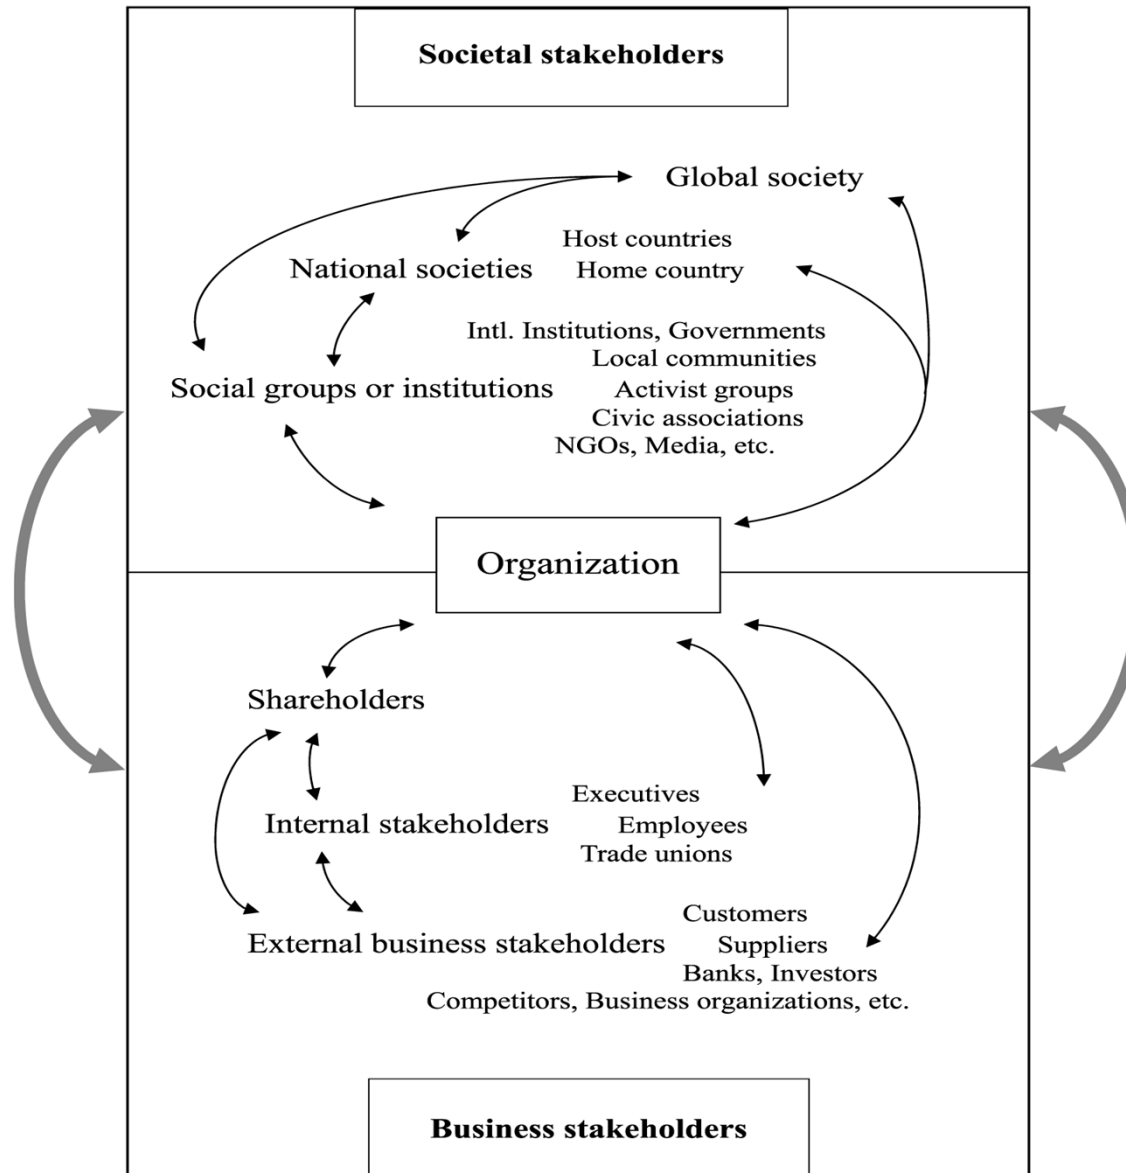 Societal stakeholders
Global society
Host countries
National societies
Home country
Intl. Institutions, Governments
Local communities
Social groups or institutions
Activist groups
Civic associations
NGOs, Media, etc.
Organization
Shareholders
Executives
Internal stakeholders
Employees
Trade unions
Customers
External business stakeholders
Suppliers
Banks, Investors
Competitors, Business organizations, etc.
Business stakeholders